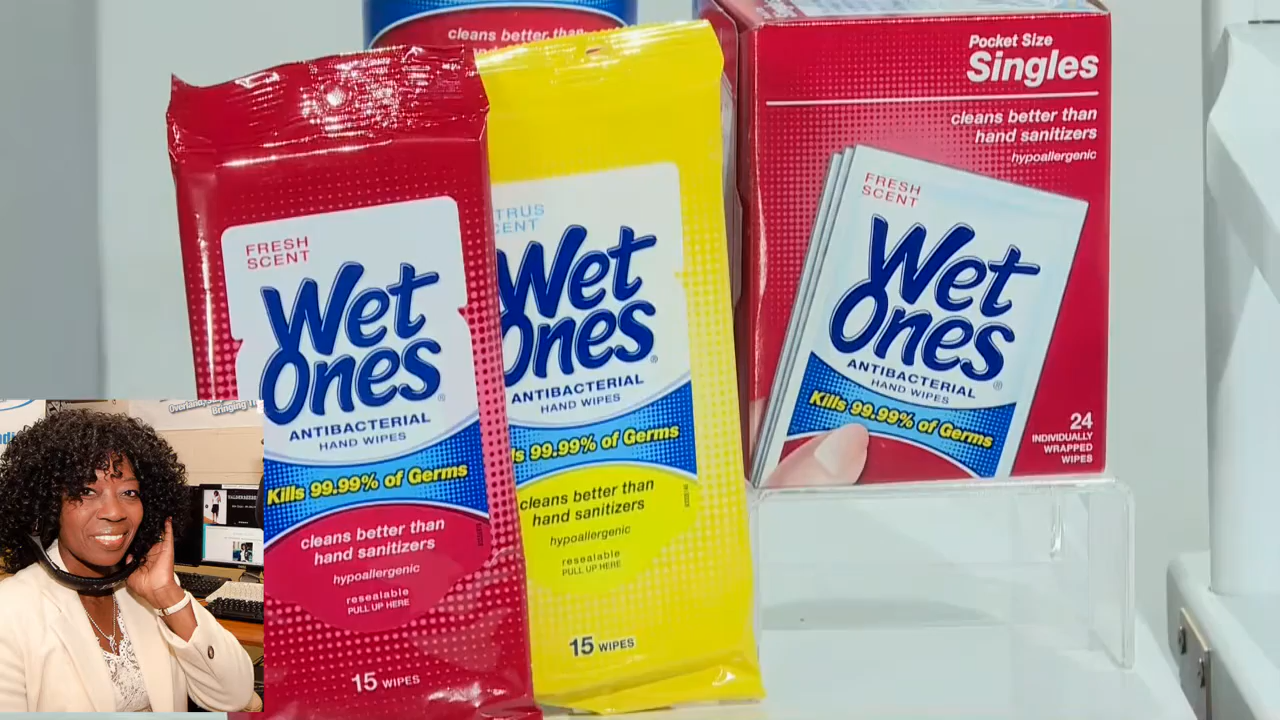 cleans better than
FRESH
SCENT
Wet
Ones®
ANTIBACTERIAL
HAND WIPES
Kills 99.99% of Germs
cleans better than
hand sanitizers
hypoallergenic
resealable
PULL UP HERE
15 WIPES
TRUS
CENT
Wet
Ones®
ANTIBACTERIAL
HAND WIPES
ls 99.99% of Germs
cleans better than
hand sanitizers
hypoallergenic
resealable
PULL UP HERE
15 WIPES
Pocket Size
Singles
cleans better than
hand sanitizers
hypoallergenic
FRESH
SCENT
Wet
Ones®
ANTIBACTERIAL
HAND WIPES
Kills 99.99% of Germs
24
INDIVIDUALLY
WRAPPED
WIPES